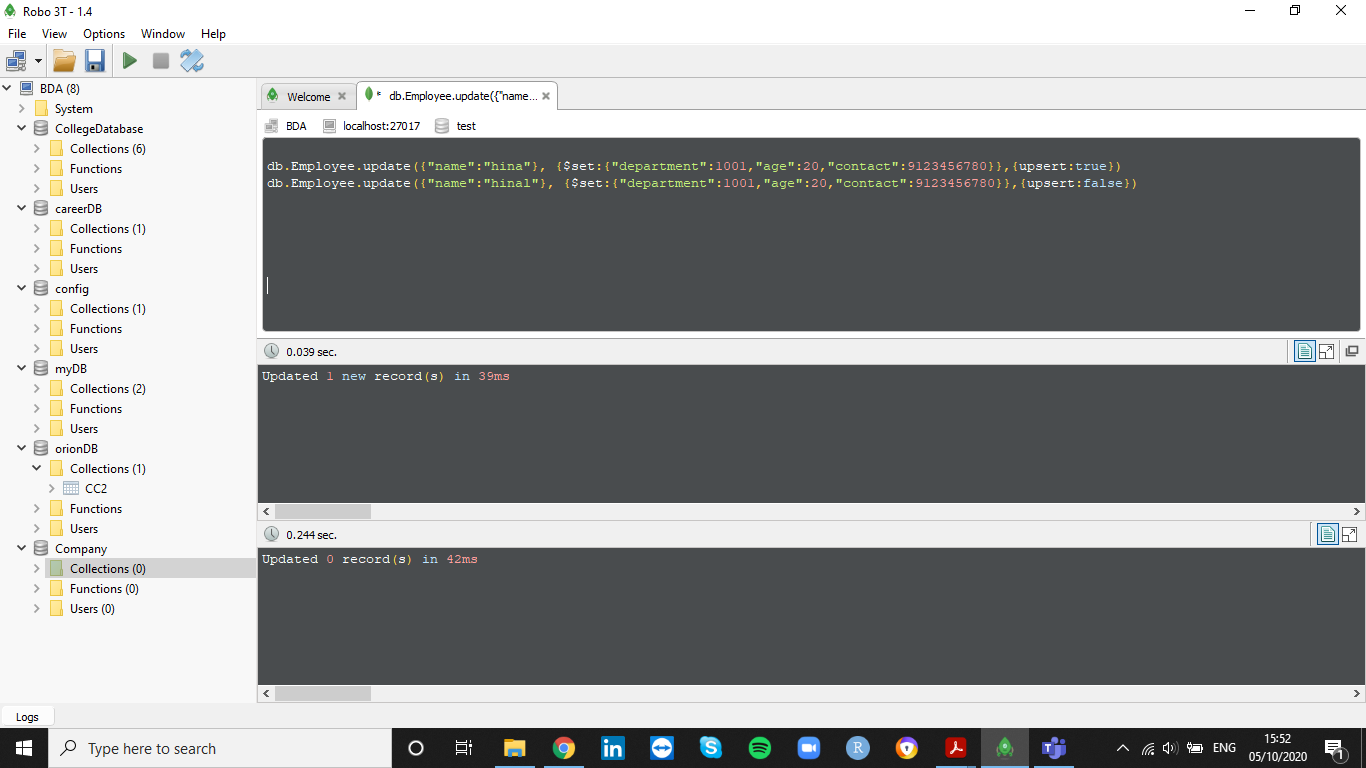 Robo 3T - 1.4
File View Options Window Help
BDA (8)
System
CollegeDatabase
Collections (6)
Functions
Users
careerDB
Collections (1)
Functions
Users
config
Collections (1)
Functions
Users
myDB
Collections (2)
Functions
Users
orionDB
Collections (1)
CC2
Functions
Users
Company
Collections (0)
Functions (0)
Users (0)
Logs
Welcome
* db.Employee.update({"name...
BDA localhost:27017 test
db.Employee.update({"name":"hina"}, {$set:{"department":1001,"age":20,"contact":9123456780}},{upsert:true})
db.Employee.update({"name":"hinal"}, {$set:{"department":1001,"age":20,"contact":9123456780}},{upsert:false})
0.039 sec.
Updated 1 new record(s) in 39ms
0.244 sec.
Updated 0 record(s) in 42ms
Type here to search
in
S
R
ENG
15:52
05/10/2020
1